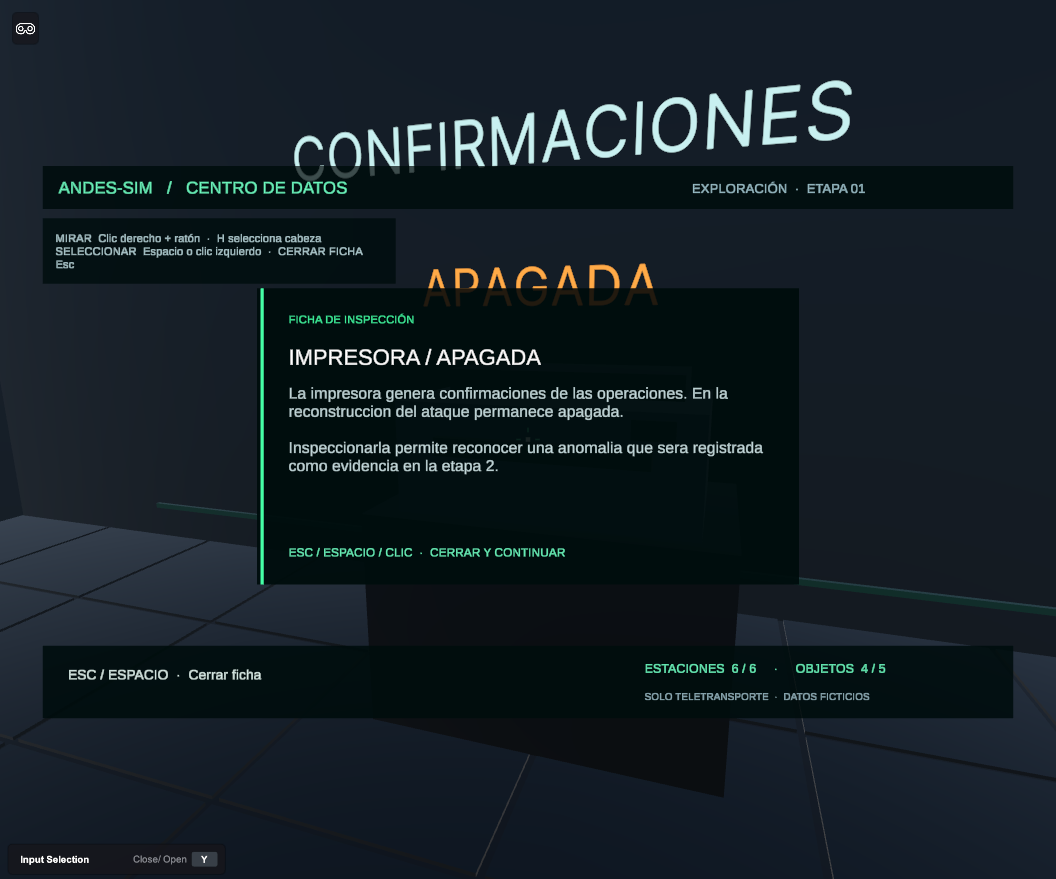 CONFIRMACIONES
ANDES-SIM / CENTRO DE DATOS
EXPLORACIÓN · ETAPA 01
MIRAR Clic derecho + ratón · H selecciona cabeza
SELECCIONAR Espacio o clic izquierdo · CERRAR FICHA
Esc
APAGADA
FICHA DE INSPECCIÓN
IMPRESORA / APAGADA
La impresora genera confirmaciones de las operaciones. En la
reconstruccion del ataque permanece apagada.
Inspeccionarla permite reconocer una anomalia que sera registrada
como evidencia en la etapa 2.
ESC / ESPACIO / CLIC · CERRAR Y CONTINUAR
ESC / ESPACIO · Cerrar ficha
ESTACIONES 6 / 6 · OBJETOS 4 / 5
SOLO TELETRANSPORTE · DATOS FICTICIOS
Input Selection Close/ Open Y